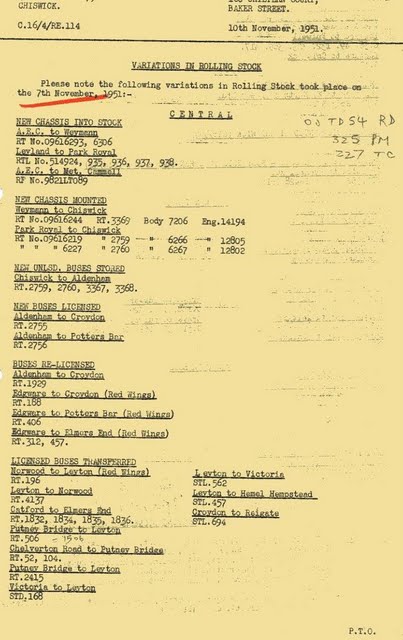 CHISWICK.
BAKER STREET.
C.16/4/RE.114
10th November, 1951.
VARIATIONS IN ROLLING STOCK
Please note the following variations in Rolling Stock took place on
the 7th November, 1951:-
CENTRAL
OJ TD54 RD
325 PM
227 TC
NEW CHASSIS INTO STOCK
A.E.C. to Weymann
RT No.09616293, 6306
Leyland to Park Royal
RTL No.514924, 935, 936, 937, 938.
A.E.C. to Met. Cammell
RF No.9821LT089
NEW CHASSIS MOUNTED
Weymann to Chiswick
RT No.09616244 RT.3369 Body 7206 Eng.14194
Park Royal to Chiswick
RT No.09616219 " 2759 -"- 6266 -"- 12805
" " " 6227 " 2760 " 6267 " 12802
NEW UNLSD. BUSES STORED
Chiswick to Aldenham
RT.2759, 2760, 3367, 3368.
NEW BUSES LICENSED
Aldenham to Croydon
RT.2755
Aldenham to Potters Bar
RT.2756
BUSES RE-LICENSED
Aldenham to Croydon
RT.1929
Edgware to Croydon (Red Wings)
RT.188
Edgware to Potters Bar (Red Wings)
RT.406
Edgware to Elmers End (Red Wings)
RT.312, 457.
LICENSED BUSES TRANSFERRED
Norwood to Leyton (Red Wings)
RT.196
Leyton to Norwood
RT.4137
Catford to Elmers End
RT.1832, 1834, 1835, 1836.
Putney Bridge to Leyton
RT.506 - 1506
Chelverton Road to Putney Bridge
RT.52, 104.
Putney Bridge to Leyton
RT.2415
Victoria to Leyton
STD.168
Leyton to Victoria
STL.562
Leyton to Hemel Hempstead
STL.457
Croydon to Reigate
STL.694
P.T.O.